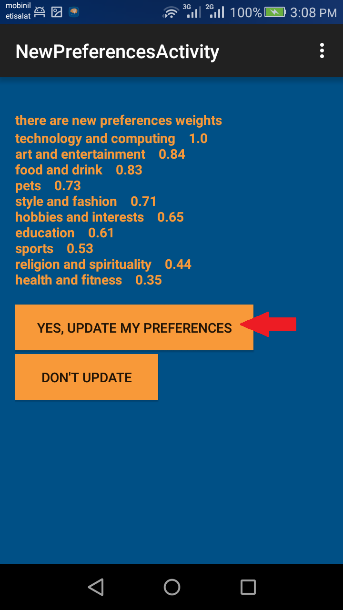 mobinil
etisalat
3G 2G 100% 3:08 PM
NewPreferencesActivity
there are new preferences weights
technology and computing 1.0
art and entertainment 0.84
food and drink 0.83
pets 0.73
style and fashion 0.71
hobbies and interests 0.65
education 0.61
sports 0.53
religion and spirituality 0.44
health and fitness 0.35
YES, UPDATE MY PREFERENCES
DON'T UPDATE